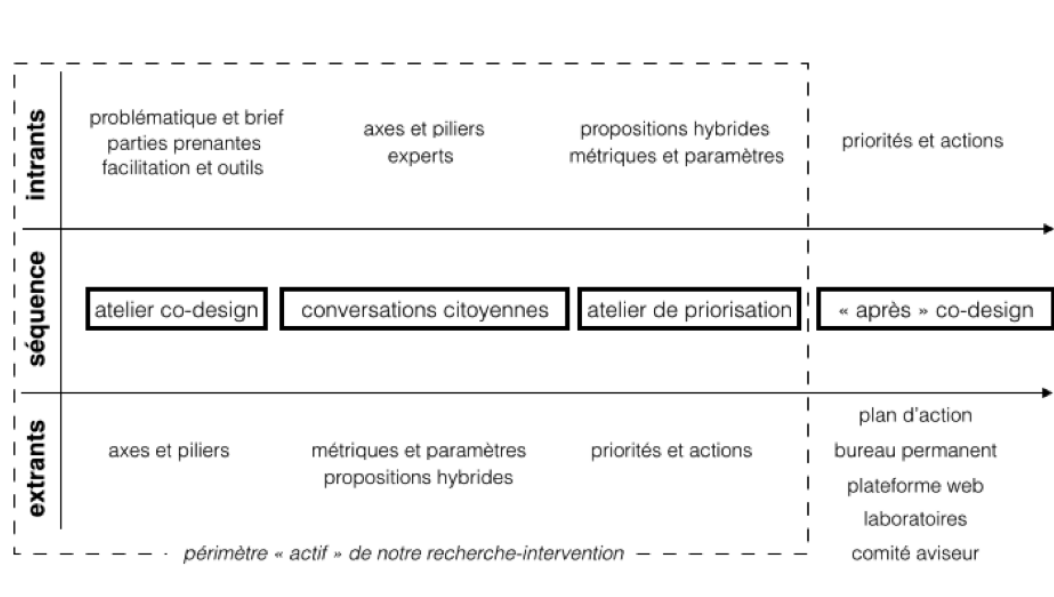 intrants
problématique et brief
parties prenantes
facilitation et outils
axes et piliers
experts
propositions hybrides
métriques et paramètres
priorités et actions
séquence
atelier co-design
conversations citoyennes
atelier de priorisation
« après » co-design
extrants
axes et piliers
métriques et paramètres
propositions hybrides
priorités et actions
plan d'action
bureau permanent
plateforme web
laboratoires
comité aviseur
périmètre « actif » de notre recherche-intervention